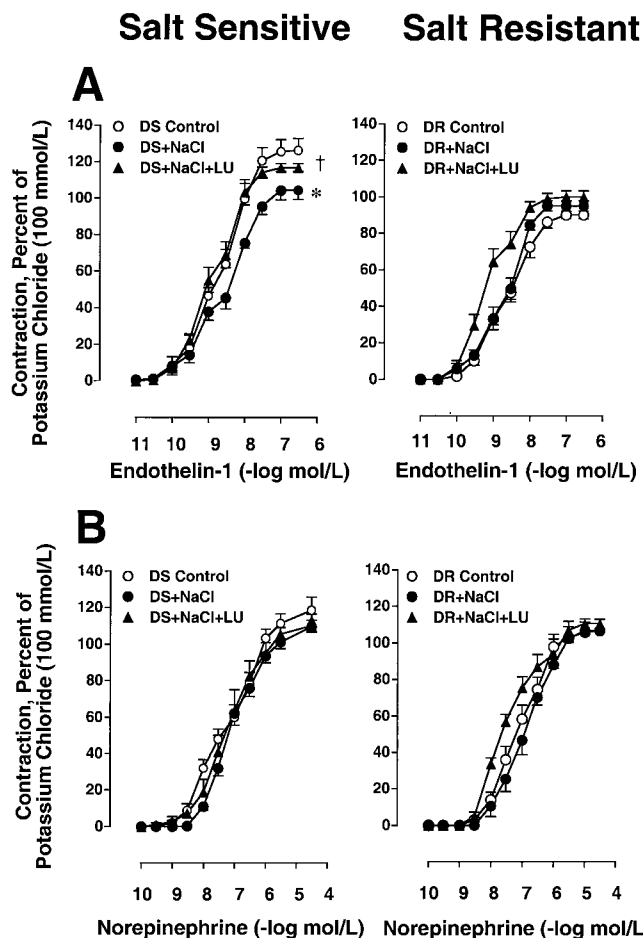 Salt Sensitive
Salt Resistant
A
DS Control
DS+NaCl
DS+NaCl+LU
†
*
Contraction, Percent of
Potassium Chloride (100 mmol/L)
140
120
100
80
60
40
20
0
11 10 9 8 7 6
Endothelin-1 (-log mol/L)
DR Control
DR+NaCl
DR+NaCl+LU
140
120
100
80
60
40
20
0
11 10 9 8 7 6
Endothelin-1 (-log mol/L)
B
DS Control
DS+NaCl
DS+NaCl+LU
Contraction, Percent of
Potassium Chloride (100 mmol/L)
140
120
100
80
60
40
20
0
10 9 8 7 6 5 4
Norepinephrine (-log mol/L)
DR Control
DR+NaCl
DR+NaCl+LU
140
120
100
80
60
40
20
0
10 9 8 7 6 5 4
Norepinephrine (-log mol/L)